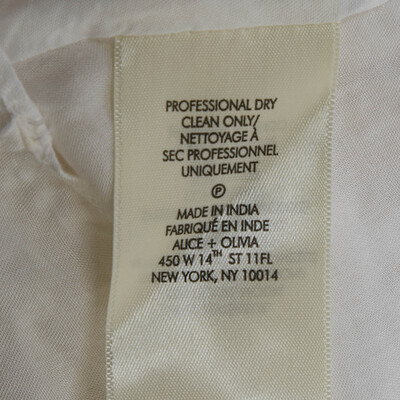 PROFESSIONAL DRY
CLEAN ONLY/
NETTOYAGE À
SEC PROFESSIONNEL
UNIQUEMENT
Ⓟ
MADE IN INDIA
FABRIQUÉ EN INDE
ALICE + OLIVIA
450 W 14TH ST 11FL
NEW YORK, NY 10014